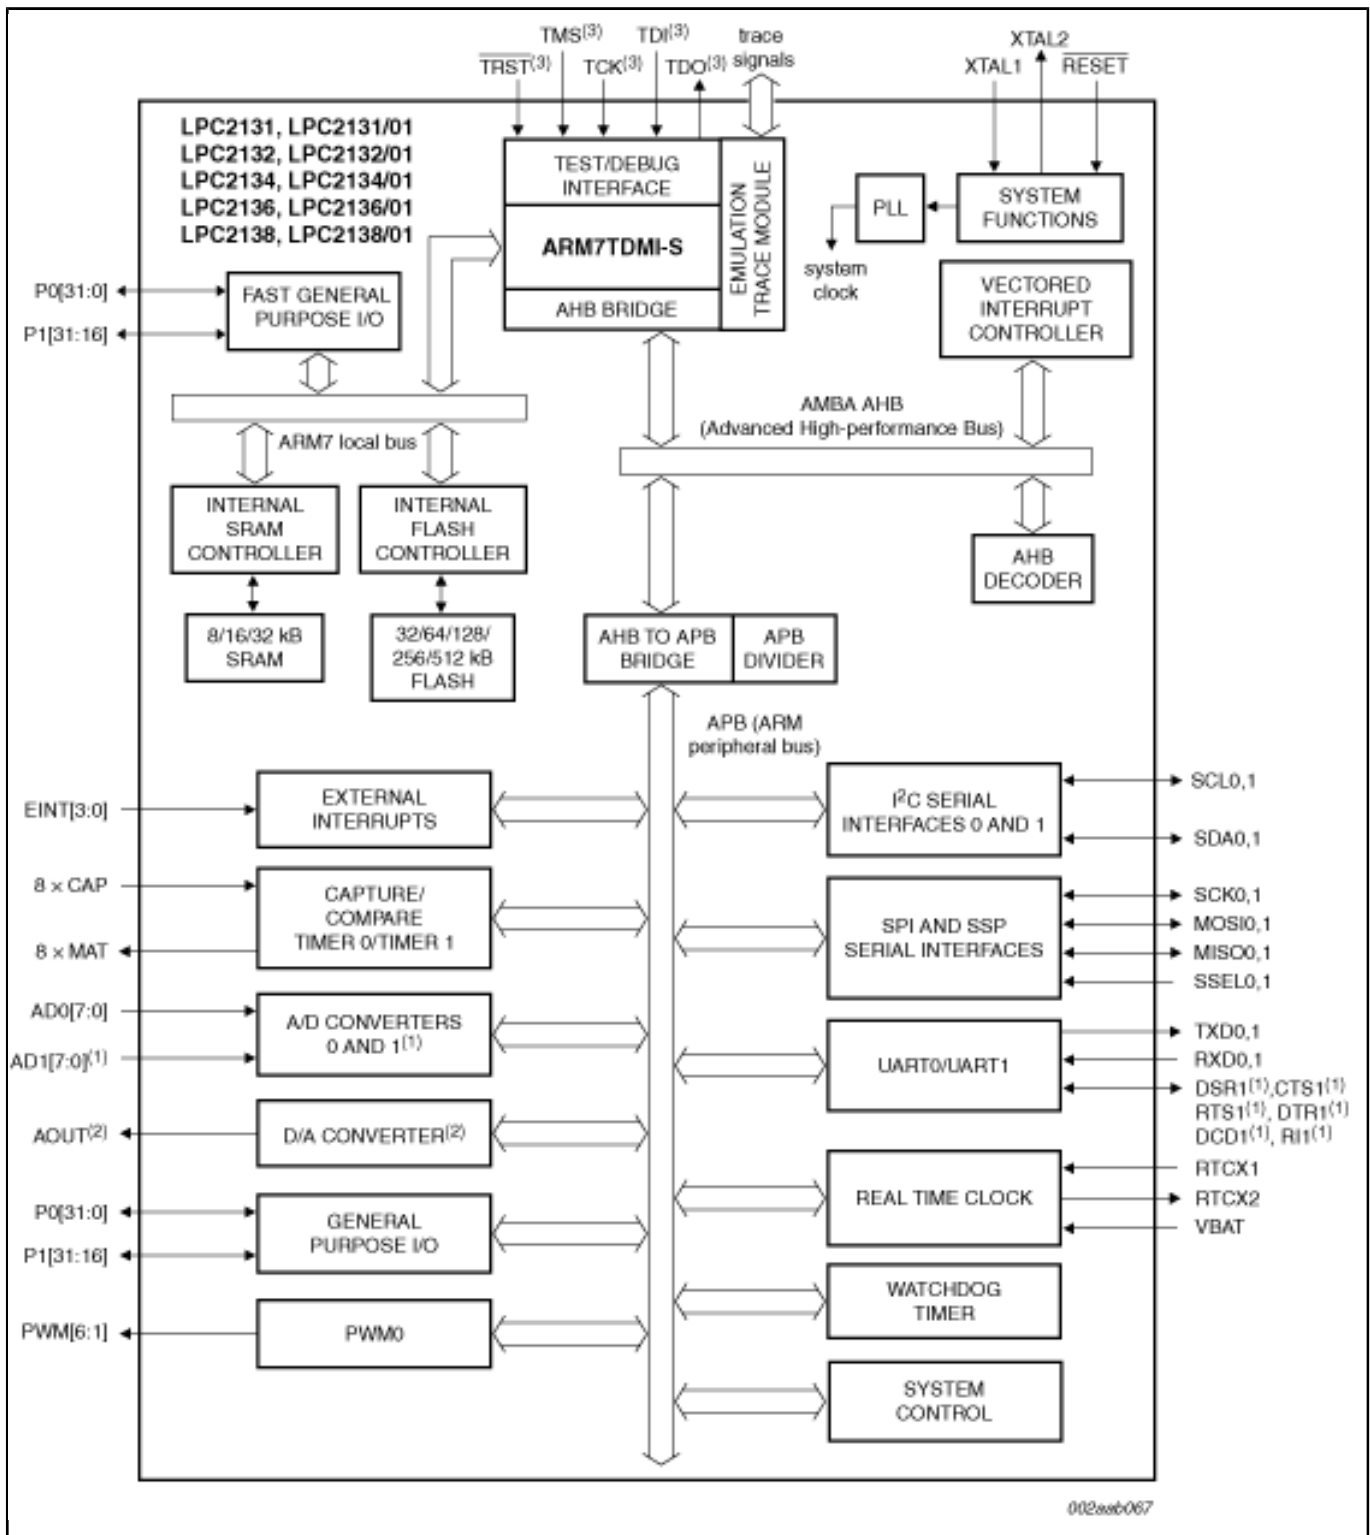 TMS(3)
TDI(3)
trace
signals
TRST(3)
TCK(3)
TDO(3)
XTAL2
XTAL1
RESET
LPC2131, LPC2131/01
LPC2132, LPC2132/01
LPC2134, LPC2134/01
LPC2136, LPC2136/01
LPC2138, LPC2138/01
TEST/DEBUG
INTERFACE
ARM7TDMI-S
AHB BRIDGE
EMULATION
TRACE MODULE
PLL
SYSTEM
FUNCTIONS
system
clock
VECTORED
INTERRUPT
CONTROLLER
P0[31:0]
P1[31:16]
FAST GENERAL
PURPOSE I/O
ARM7 local bus
AMBA AHB
(Advanced High-performance Bus)
INTERNAL
SRAM
CONTROLLER
INTERNAL
FLASH
CONTROLLER
AHB
DECODER
8/16/32 kB
SRAM
32/64/128/
256/512 kB
FLASH
AHB TO APB
BRIDGE
APB
DIVIDER
APB (ARM
peripheral bus)
EINT[3:0]
EXTERNAL
INTERRUPTS
I2C SERIAL
INTERFACES 0 AND 1
SCL0,1
SDA0,1
8 × CAP
8 × MAT
CAPTURE/
COMPARE
TIMER 0/TIMER 1
SPI AND SSP
SERIAL INTERFACES
SCK0,1
MOSI0,1
MISO0,1
SSEL0,1
AD0[7:0]
AD1[7:0](1)
A/D CONVERTERS
0 AND 1(1)
UART0/UART1
TXD0,1
RXD0,1
DSR1(1),CTS1(1)
RTS1(1), DTR1(1)
DCD1(1), RI1(1)
AOUT(2)
D/A CONVERTER(2)
REAL TIME CLOCK
RTCX1
RTCX2
VBAT
P0[31:0]
P1[31:16]
GENERAL
PURPOSE I/O
WATCHDOG
TIMER
PWM[6:1]
PWM0
SYSTEM
CONTROL
002aab067